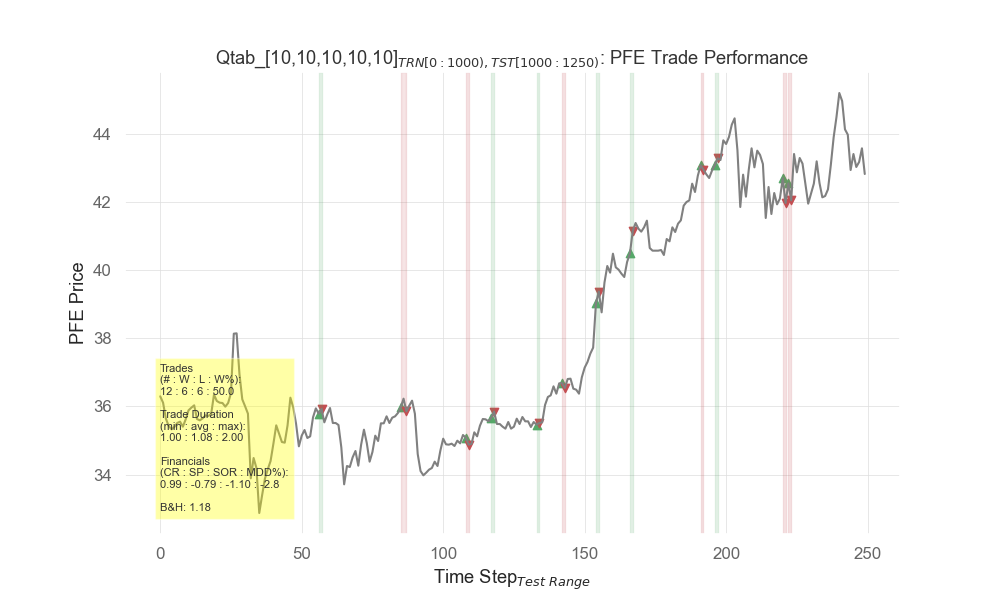 Qtab_[10,10,10,10,10]TRN[0 : 1000), TST[1000 : 1250): PFE Trade Performance
PFE Price
44
42
40
38
36
34
Trades
(# : W : L : W%):
12 : 6 : 6 : 50.0
Trade Duration
(min : avg : max):
1.00 : 1.08 : 2.00
Financials
(CR : SP : SOR : MDD%):
0.99 : -0.79 : -1.10 : -2.8
B&H: 1.18
0 50 100 150 200 250
Time StepTest Range